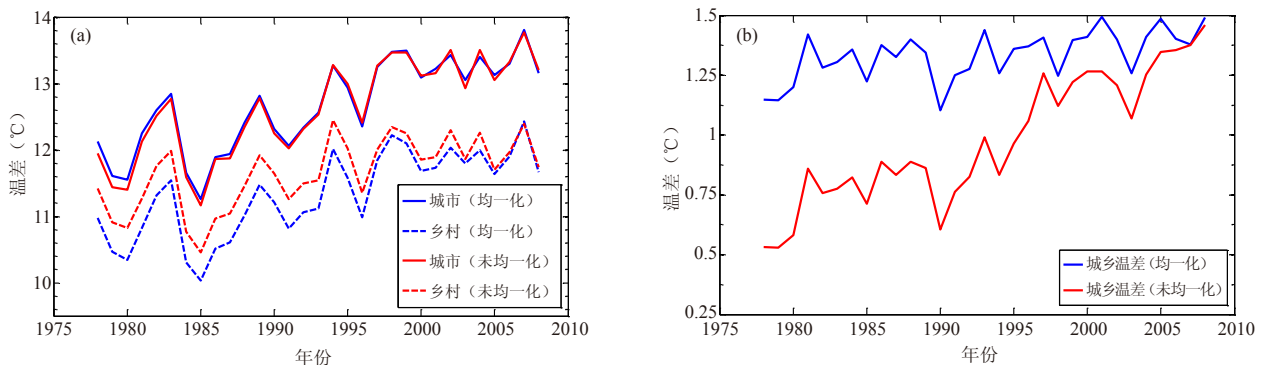 (a)
温差（℃）
14
13
12
11
10
城市（均一化）
乡村（均一化）
城市（未均一化）
乡村（未均一化）
1975
1980
1985
1990
1995
2000
2005
2010
年份
(b)
温差（℃）
1.5
1.25
1
0.75
0.5
0.25
城乡温差(均一化)
城乡温差(未均一化)
1975
1980
1985
1990
1995
2000
2005
2010
年份